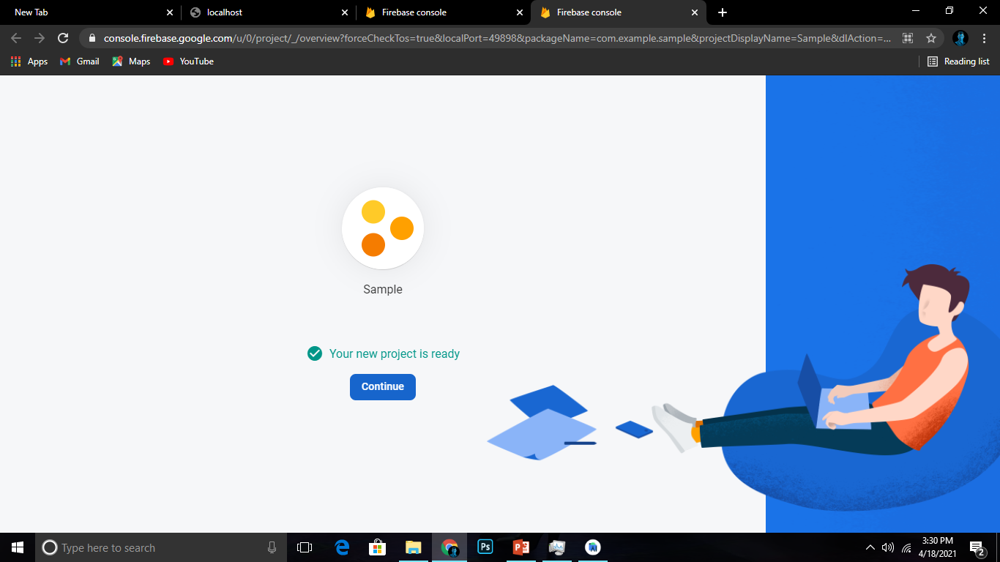 New Tab
localhost
Firebase console
Firebase console
console.firebase.google.com/u/0/project/_/overview?forceCheckTos=true&localPort=49898&packageName=com.example.sample&projectDisplayName=Sample&dlAction=...
Apps
Gmail
Maps
YouTube
Reading list
Sample
Your new project is ready
Continue
Type here to search
Ps
3:30 PM
4/18/2021
2